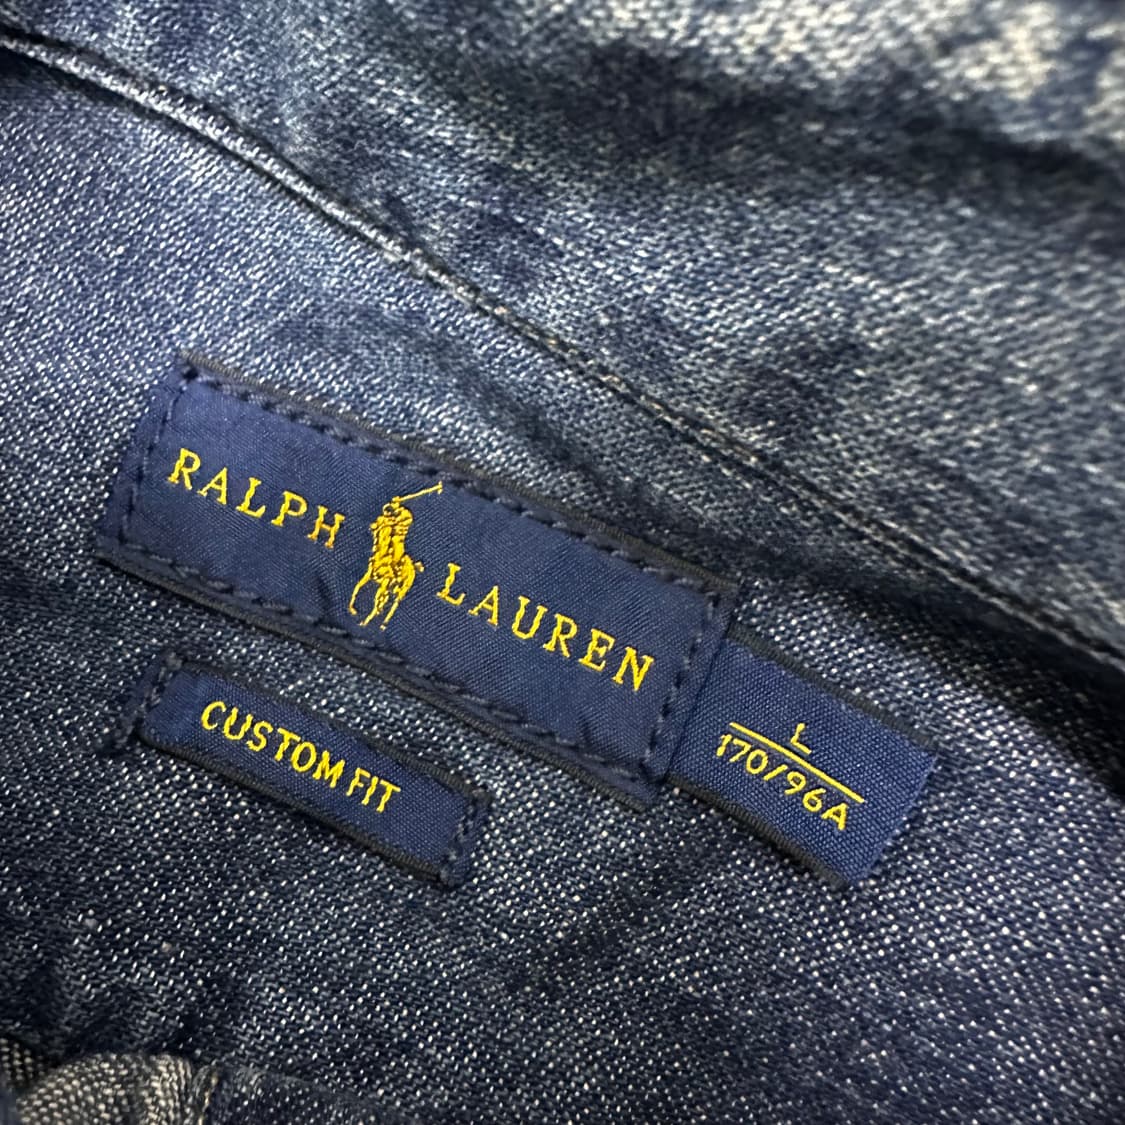 RALPH LAUREN
L
170/96A
CUSTOM FIT